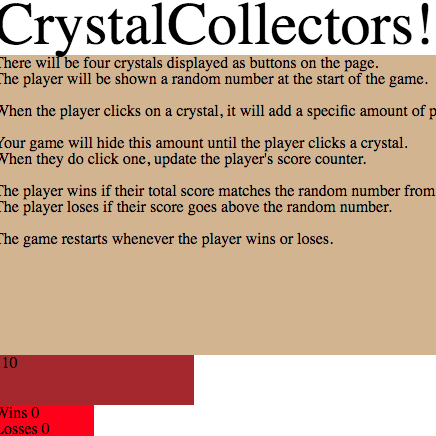 CrystalCollectors!
There will be four crystals displayed as buttons on the page.
The player will be shown a random number at the start of the game.
When the player clicks on a crystal, it will add a specific amount of p
Your game will hide this amount until the player clicks a crystal.
When they do click one, update the player's score counter.
The player wins if their total score matches the random number from
The player loses if their score goes above the random number.
The game restarts whenever the player wins or loses.
10
Wins 0
Losses 0